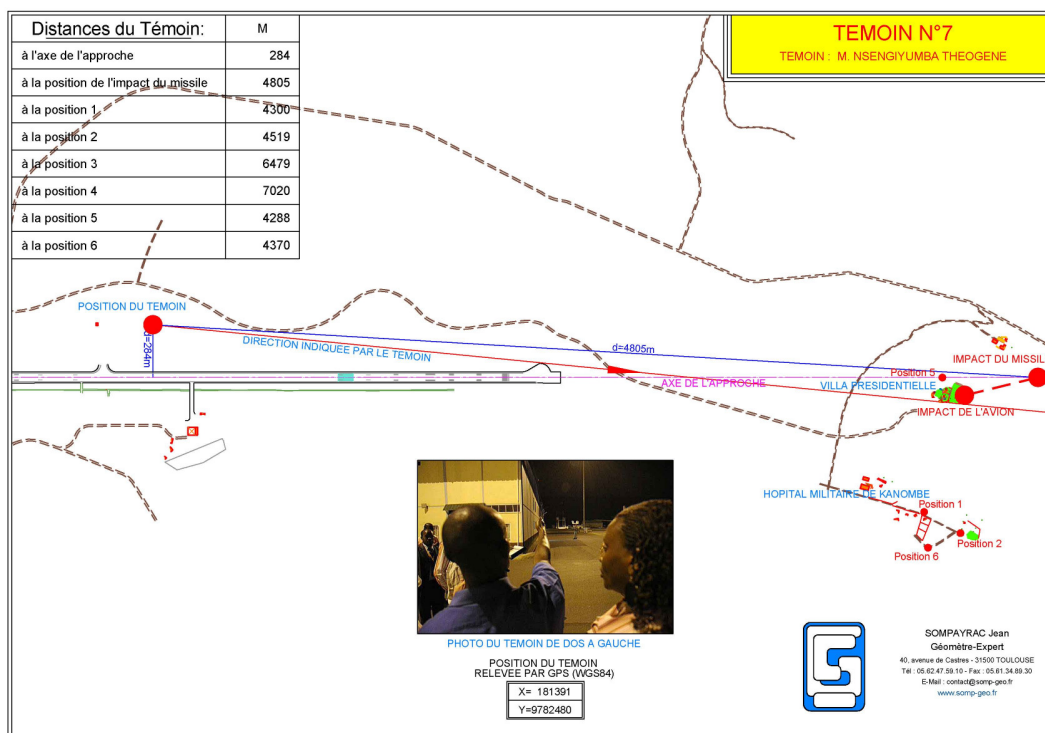 Distances du Témoin: M
à l'axe de l'approche 284
à la position de l'impact du missile 4805
à la position 1 4300
à la position 2 4519
à la position 3 6479
à la position 4 7020
à la position 5 4288
à la position 6 4370
TEMOIN N°7
TEMOIN : M. NSENGIYUMBA THEOGENE
POSITION DU TEMOIN
d=284m
DIRECTION INDIQUEE PAR LE TEMOIN
d=4805m
AXE DE L'APPROCHE
IMPACT DU MISSIL
Position 5
VILLA PRESIDENTIELLE
IMPACT DE L'AVION
HOPITAL MILITAIRE DE KANOMBE
Position 1
Position 2
Position 6
PHOTO DU TEMOIN DE DOS A GAUCHE
POSITION DU TEMOIN
RELEVEE PAR GPS (WGS84)
X= 181391
Y=9782480
SOMPAYRAC Jean
Géomètre-Expert
40, avenue de Castres - 31500 TOULOUSE
Tél : 05.62.47.59.10 - Fax : 05.61.34.89.30
E-Mail : contact@somp-geo.fr
www.somp-geo.fr